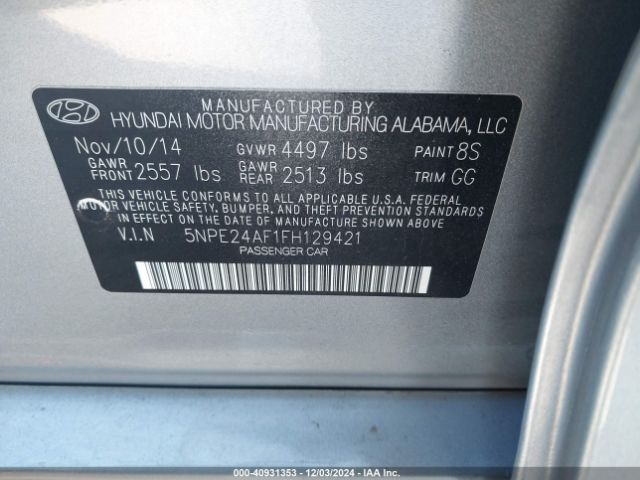 MANUFACTURED BY
HYUNDAI MOTOR MANUFACTURING ALABAMA, LLC
Nov/10/14 GVWR 4497 lbs PAINT 8S
GAWR FRONT 2557 lbs GAWR REAR 2513 lbs TRIM GG
THIS VEHICLE CONFORMS TO ALL APPLICABLE U.S.A. FEDERAL
MOTOR VEHICLE SAFETY, BUMPER, AND THEFT PREVENTION STANDARDS
IN EFFECT ON THE DATE OF MANUFACTURE SHOWN ABOVE.
V.I.N 5NPE24AF1FH129421
PASSENGER CAR
000-40931353 - 12/03/2024 - IAA Inc.